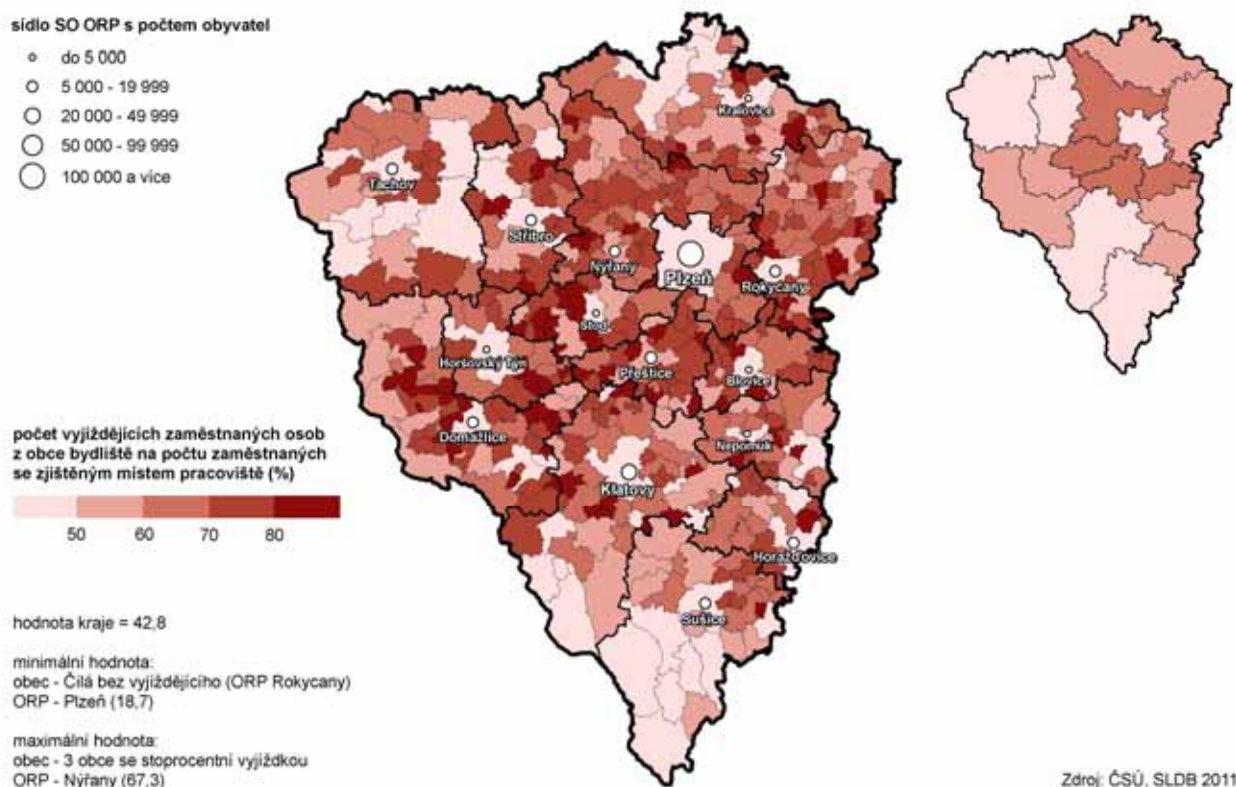 sídlo SO ORP s počtem obyvatel
do 5 000
5 000 - 19 999
20 000 - 49 999
50 000 - 99 999
100 000 a více
Kralovice
Tachov
Stříbro
Nýřany
Plzeň
Rokycany
Stod
Horšovský Týn
Přeštice
Blovice
Domažlice
Nepomuk
Klatovy
Horažďovice
Sušice
počet vyjíždějících zaměstnaných osob
z obce bydliště na počtu zaměstnaných
se zjištěným místem pracoviště (%)
50 60 70 80
hodnota kraje = 42,8
minimální hodnota:
obec - Čilá bez vyjíždějícího (ORP Rokycany)
ORP - Plzeň (18,7)
maximální hodnota:
obec - 3 obce se stoprocentní vyjížďkou
ORP - Nýřany (67,3)
Zdroj: ČSÚ, SLDB 2011